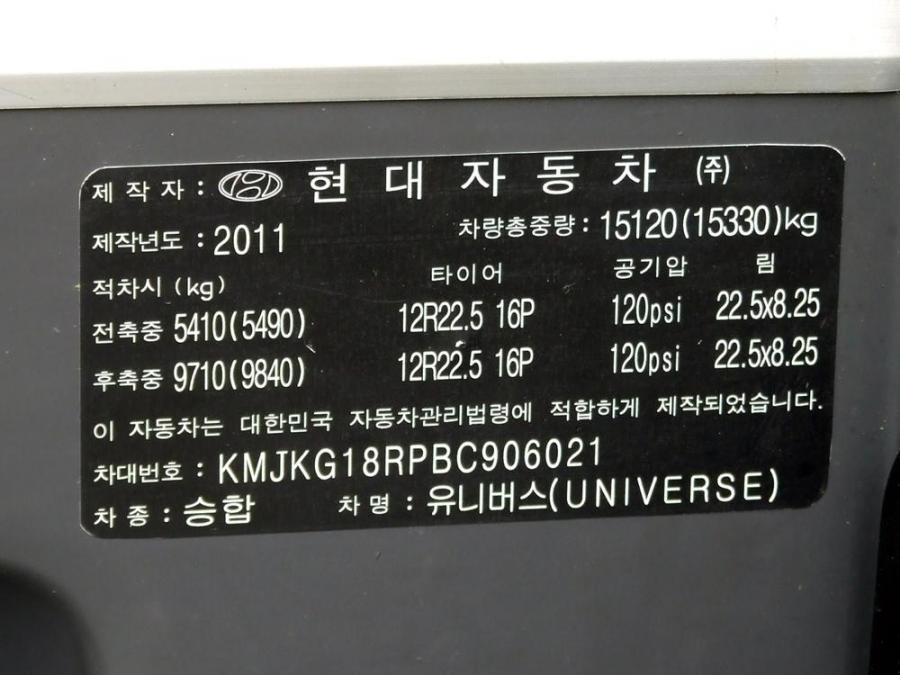 제작자 : 현대자동차 (주)
제작년도 : 2011 차량총중량 : 15120(15330)kg
적차시 (kg) 타이어 공기압 림
전축중 5410(5490) 12R22.5 16P 120psi 22.5x8.25
후축중 9710(9840) 12R22.5 16P 120psi 22.5x8.25
이 자동차는 대한민국 자동차관리법령에 적합하게 제작되었습니다.
차대번호 : KMJKG18RPBC906021
차종 : 승합 차명 : 유니버스(UNIVERSE)